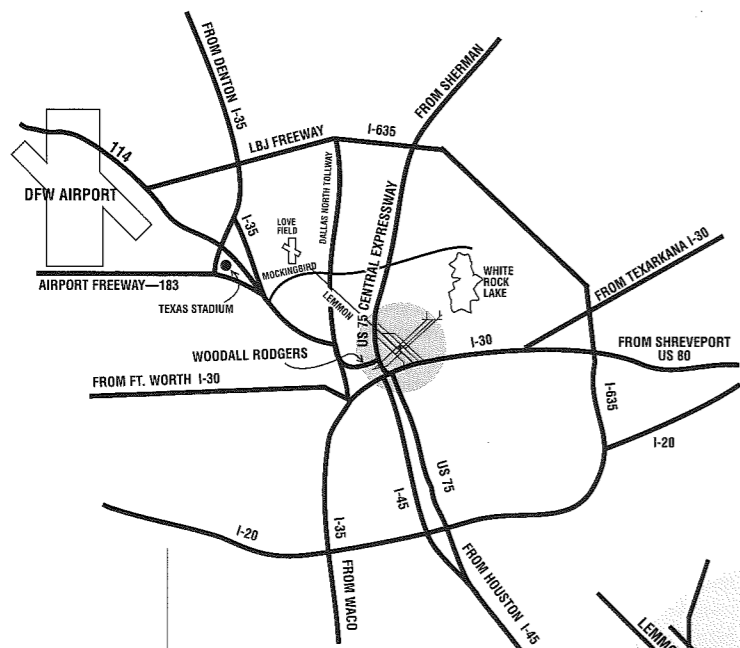 FROM DENTON I-35
FROM SHERMAN
114
LBJ FREEWAY
I-635
DFW AIRPORT
I-35
LOVE
FIELD
DALLAS NORTH TOLLWAY
US 75 CENTRAL EXPRESSWAY
MOCKINGBIRD
LEMMON
WHITE
ROCK
LAKE
FROM TEXARKANA I-30
AIRPORT FREEWAY—183
TEXAS STADIUM
WOODALL RODGERS
I-30
FROM SHREVEPORT
US 80
FROM FT. WORTH I-30
I-635
I-20
US 75
I-45
I-20
I-35
FROM WACO
FROM HOUSTON I-45